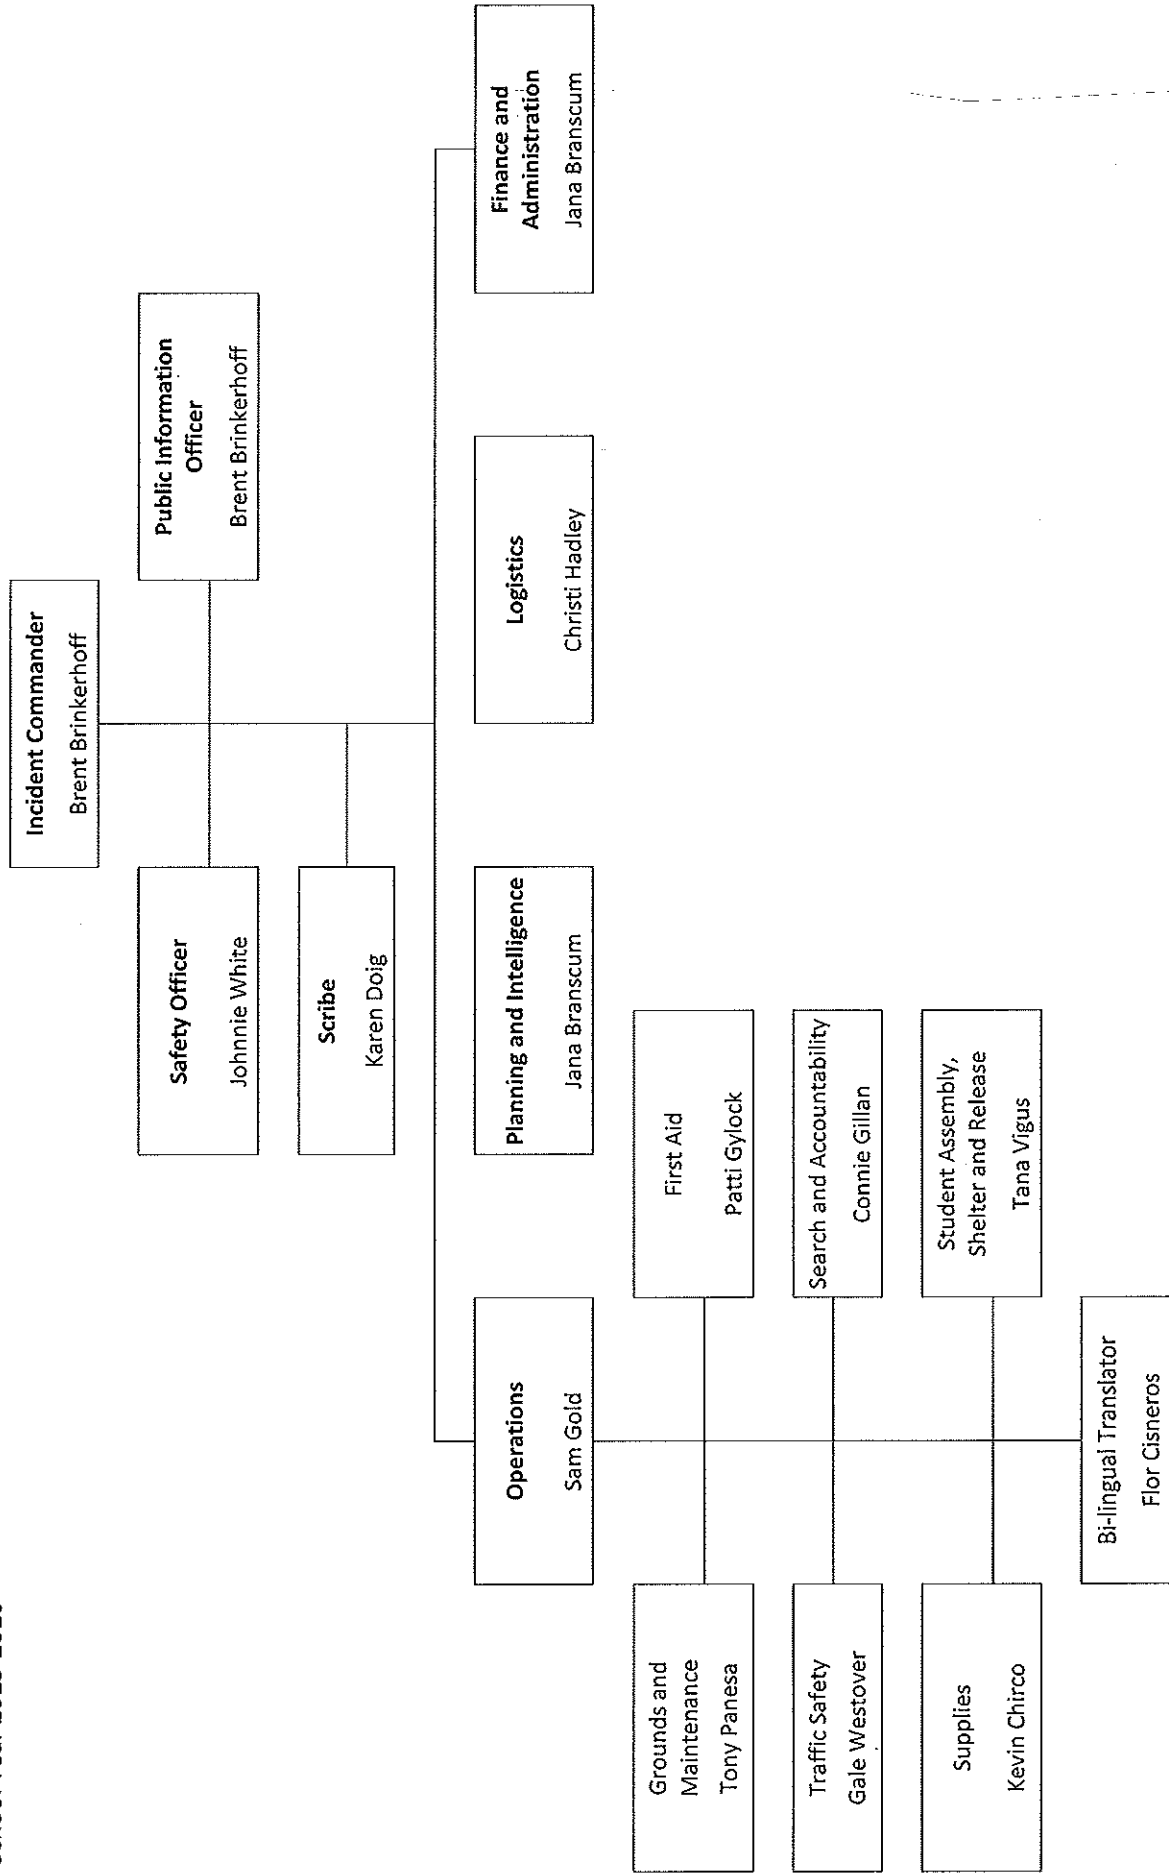 Incident Commander
Brent Brinkerhoff
Safety Officer
Johnnie White
Public Information
Officer
Brent Brinkerhoff
Scribe
Karen Doig
Operations
Sam Gold
Planning and Intelligence
Jana Branscum
Logistics
Christi Hadley
Finance and
Administration
Jana Branscum
Grounds and
Maintenance
Tony Panesa
First Aid
Patti Gylock
Traffic Safety
Gale Westover
Search and Accountability
Connie Gillan
Supplies
Kevin Chirco
Student Assembly,
Shelter and Release
Tana Vigus
Bi-lingual Translator
Flor Cisneros